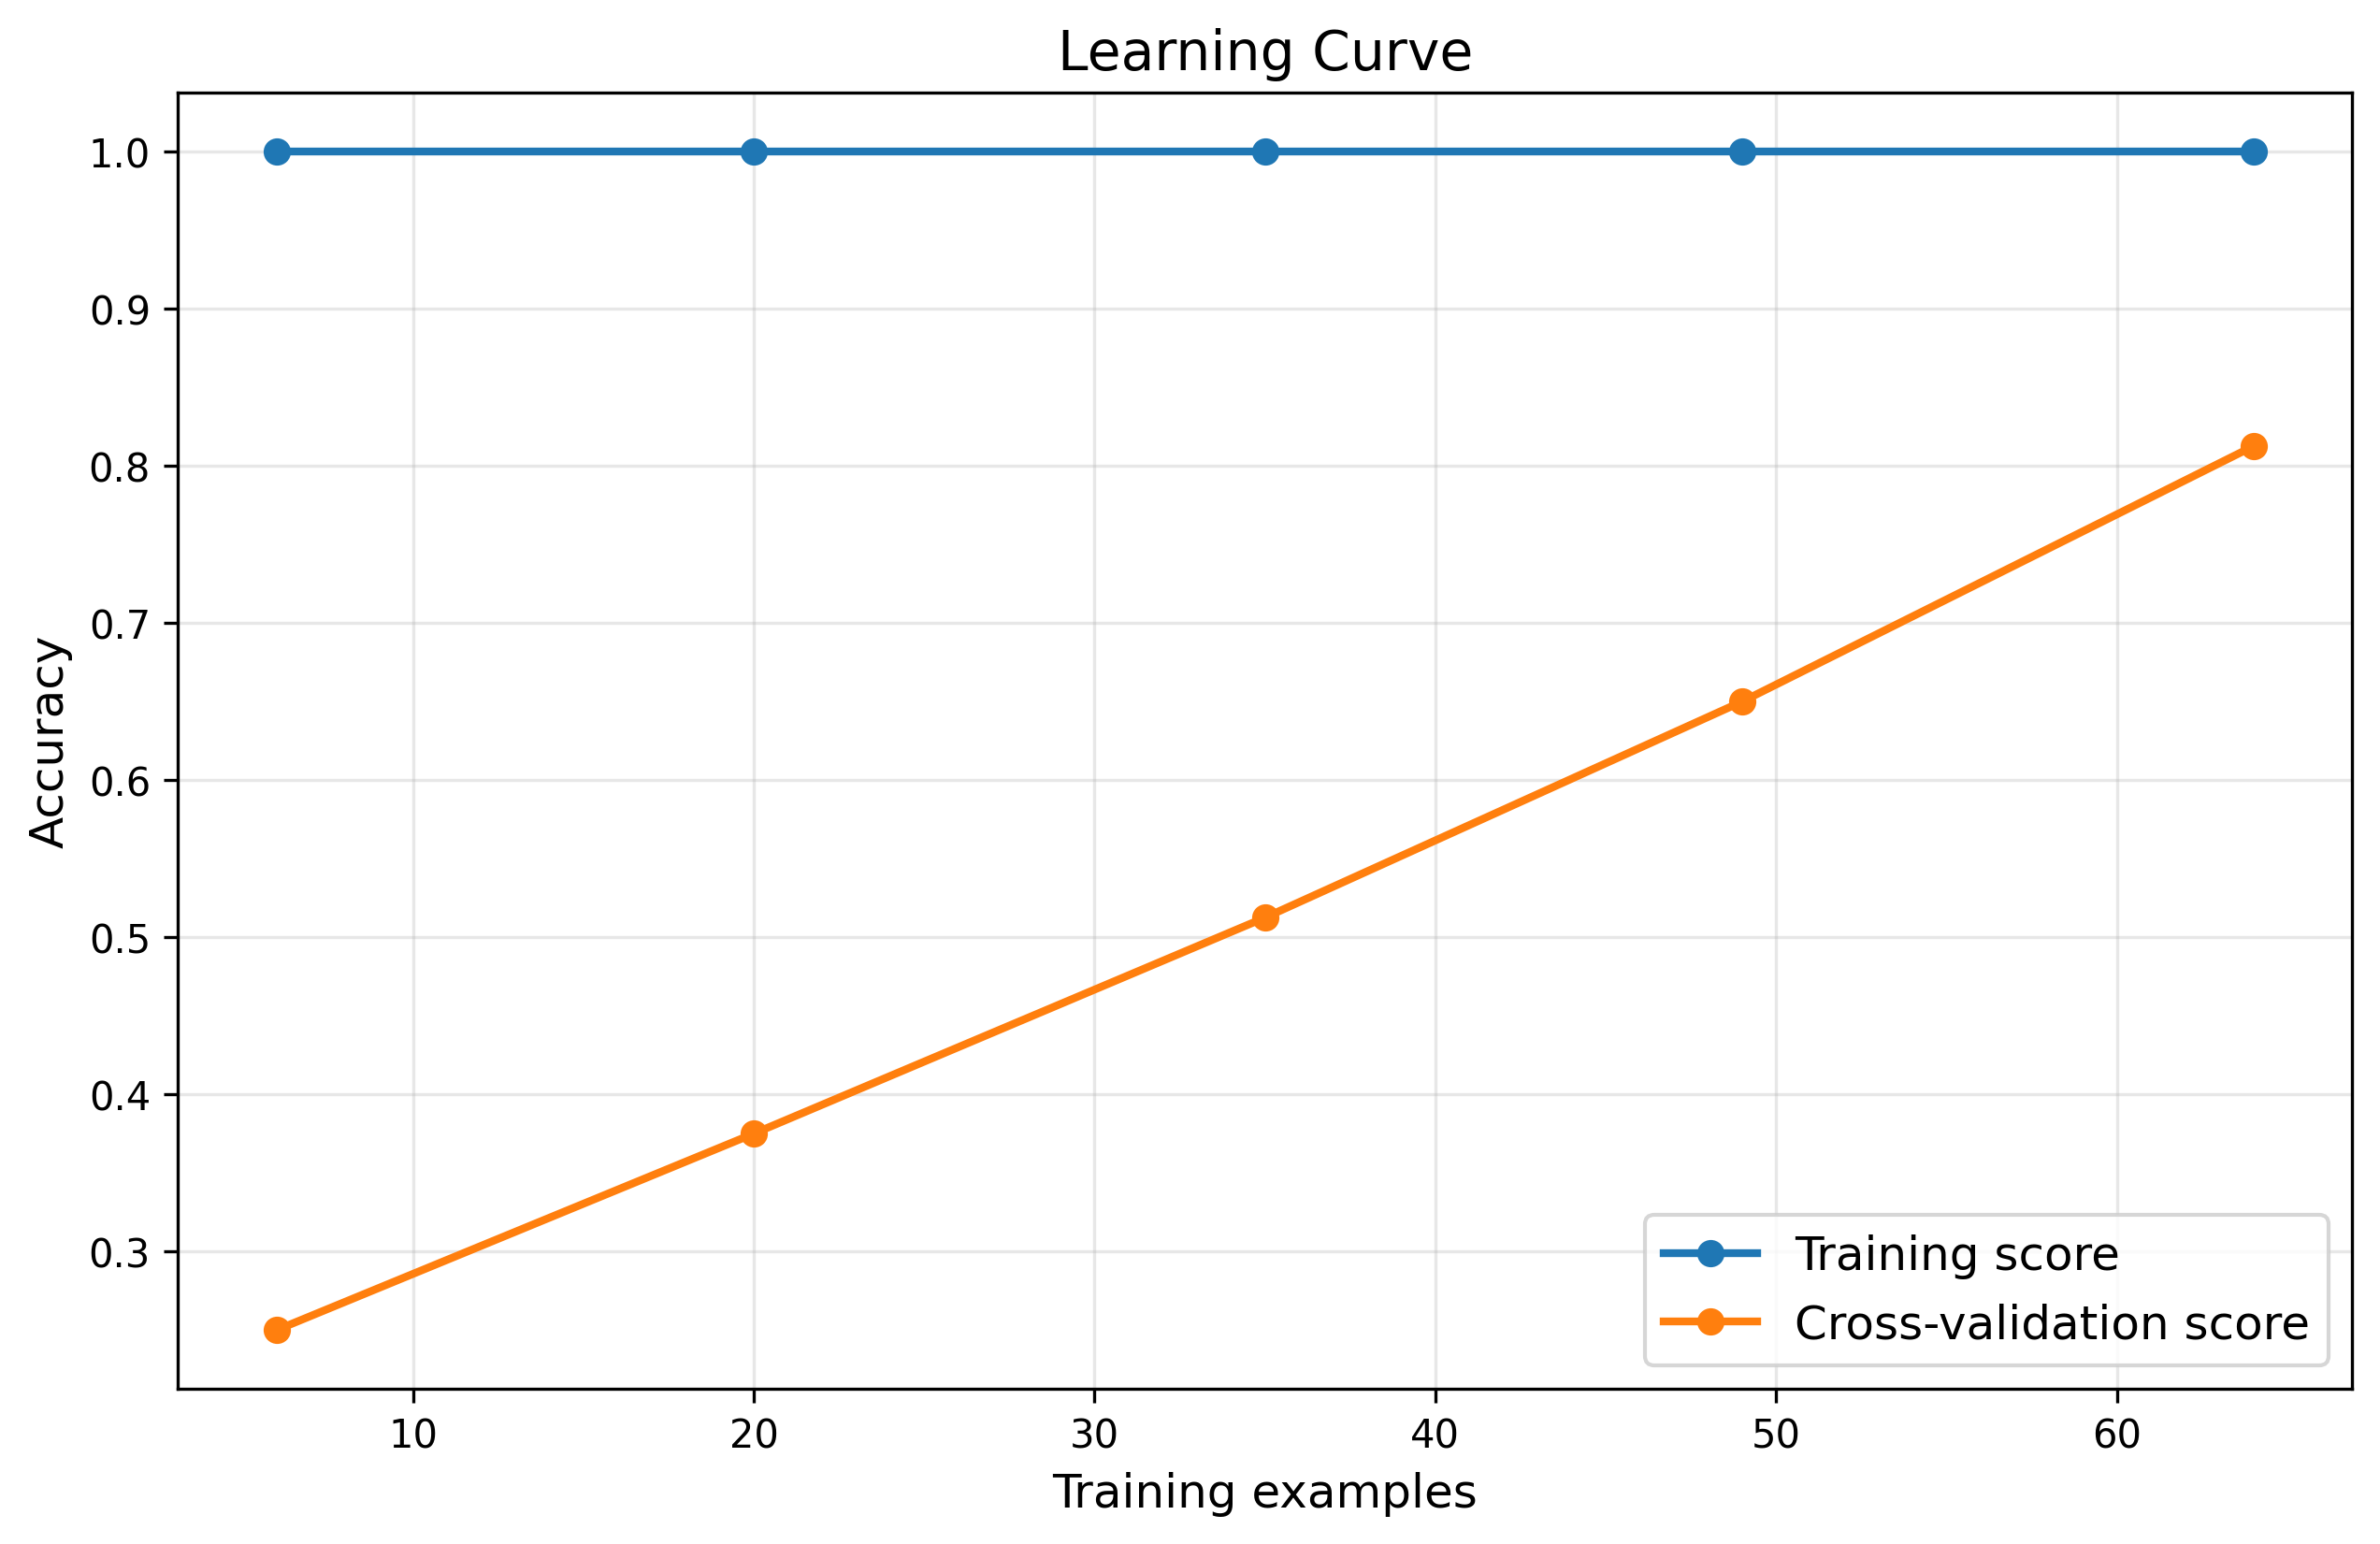 Learning Curve
1.0
0.9
0.8
0.7
0.6
0.5
0.4
0.3
Accuracy
10 20 30 40 50 60
Training examples
Training score
Cross-validation score